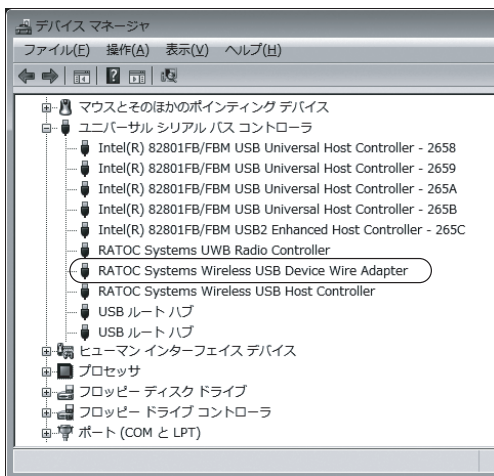 デバイス マネージャ
ファイル(F) 操作(A) 表示(V) ヘルプ(H)
マウスとそのほかのポインティング デバイス
ユニバーサル シリアル バス コントローラ
Intel(R) 82801FB/FBM USB Universal Host Controller - 2658
Intel(R) 82801FB/FBM USB Universal Host Controller - 2659
Intel(R) 82801FB/FBM USB Universal Host Controller - 265A
Intel(R) 82801FB/FBM USB Universal Host Controller - 265B
Intel(R) 82801FB/FBM USB2 Enhanced Host Controller - 265C
RATOC Systems UWB Radio Controller
RATOC Systems Wireless USB Device Wire Adapter
RATOC Systems Wireless USB Host Controller
USB ルート ハブ
USB ルート ハブ
ヒューマン インターフェイス デバイス
プロセッサ
フロッピー ディスク ドライブ
フロッピー ドライブ コントローラ
ポート (COM と LPT)